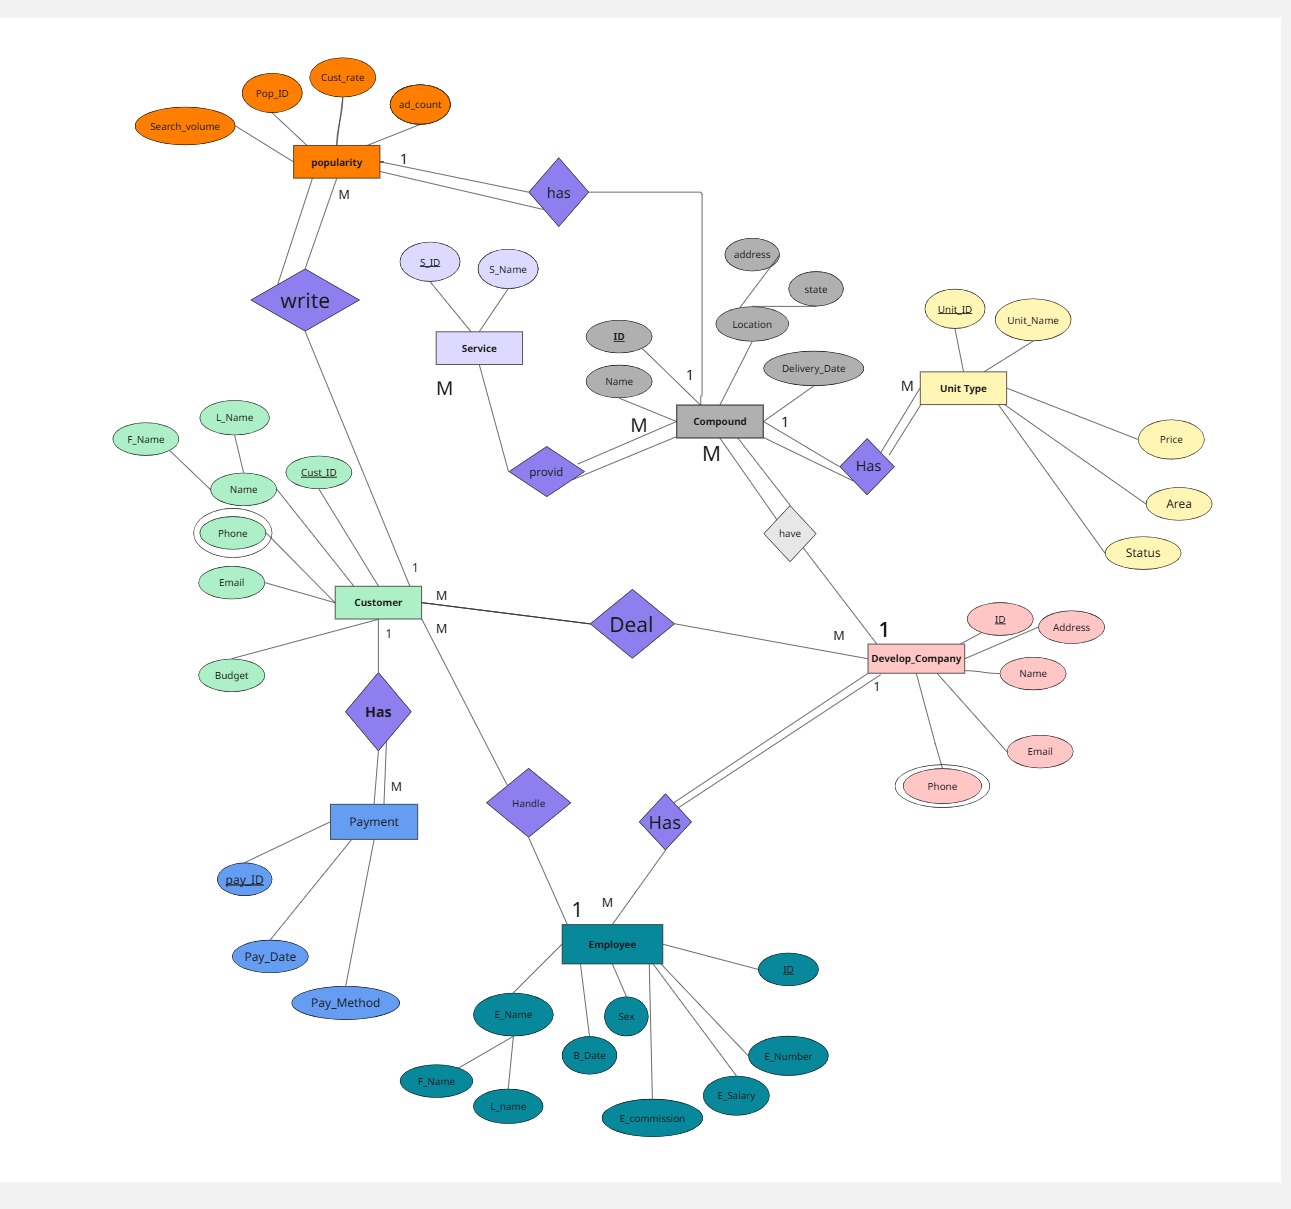 Cust_rate
Pop_ID
ad_count
Search_volume
popularity
1
M
has
write
S_ID
S_Name
Service
M
address
state
Location
ID
Name
Delivery_Date
1
Compound
M
1
M
provid
Unit_ID
Unit_Name
Unit Type
M
Has
Price
Area
Status
have
L_Name
F_Name
Name
Cust_ID
Phone
Email
Budget
Customer
1
M
M
1
Deal
M
1
Develop_Company
1
ID
Address
Name
Email
Phone
Has
M
Payment
pay_ID
Pay_Date
Pay_Method
Handle
Has
1
M
Employee
ID
E_Name
F_Name
L_name
B_Date
Sex
E_commission
E_Salary
E_Number